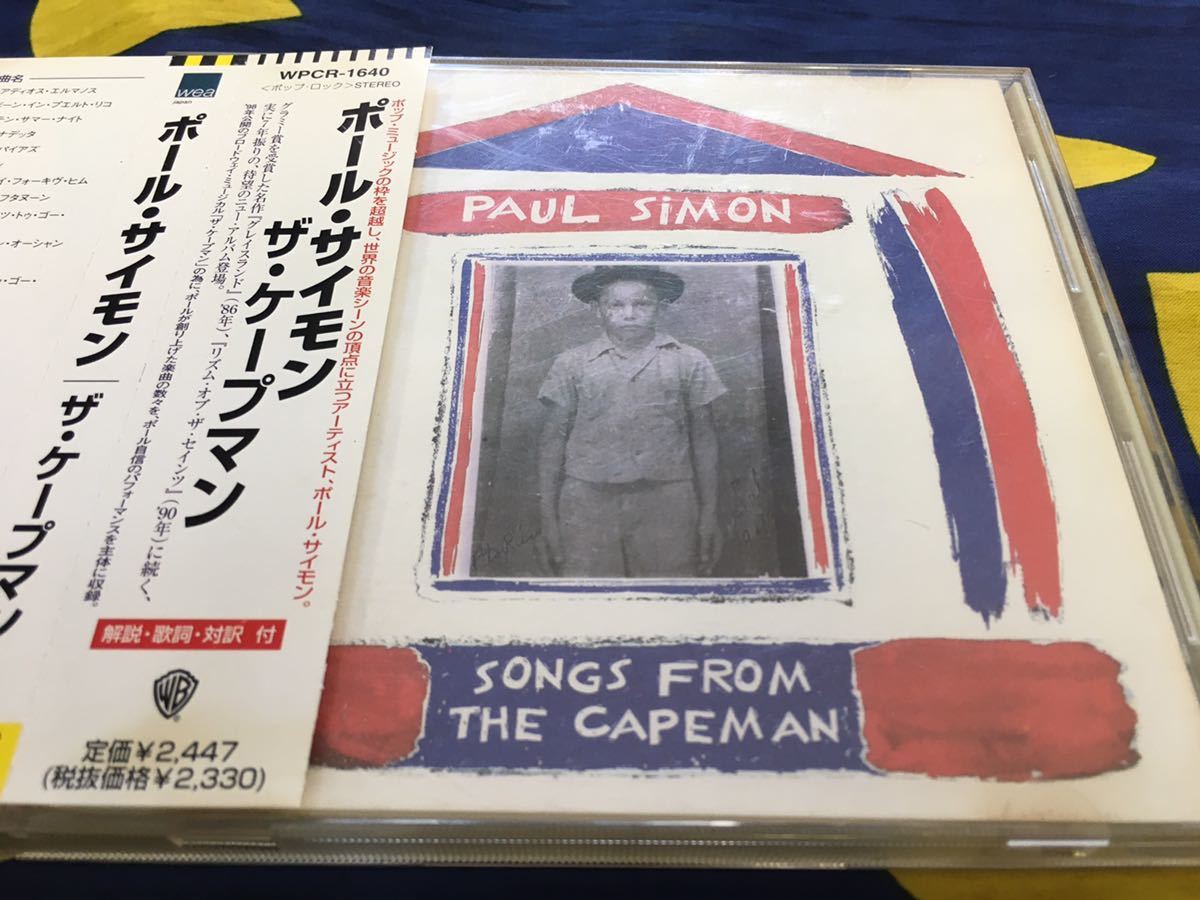 曲名
アディオス・エルマノス
ーン・イン・プエルト・リコ
テン・サマー・ナイト
ナデッタ
パイアズ
イ・フォーギヴ・ヒム
フタヌーン
ツ・トゥ・ゴー・
ン・オーシャン
・ゴー・
wea
japan
ポール・サイモン
ザ・ケープマン
WPCR-1640
<ポップ・ロック>STEREO
ポップ・ミュージックの枠を超越し、世界の音楽シーンの頂点に立つアーティスト、ポール・サイモン。
ポール・サイモン
ザ・ケープマン
グラミー賞を受賞した名作『グレイスランド』('86年)、『リズム・オブ・ザ・セインツ』('90年)に続く、
実に7年振りの、待望のニュー・アルバム登場。
'98年公開のブロードウェイ・ミュージカル『ザ・ケープマン』の為にポールが創り上げた楽曲の数々を、ポール自信のパフォーマンスを主体に収録。
解説・歌詞・対訳 付
WB
定価¥2,447
(税抜価格¥2,330)
PAUL SiMON
SONGS FROM
THE CAPEMAN